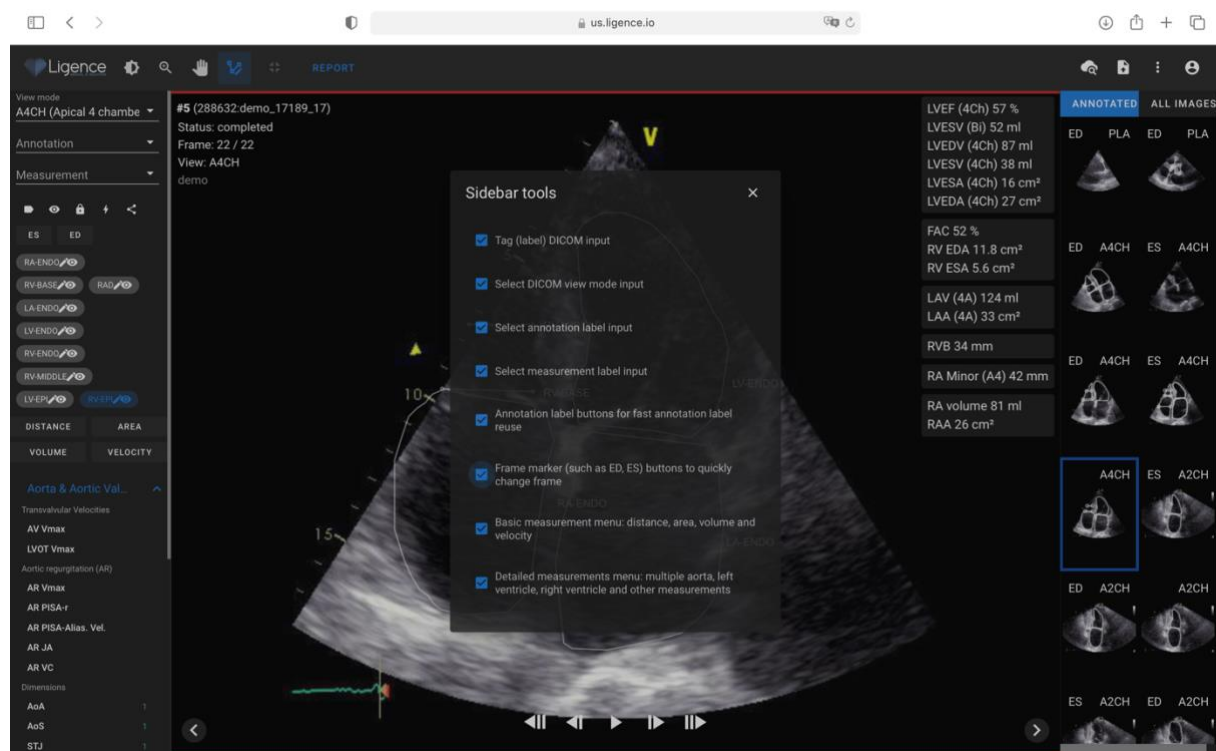 us.ligence.io
Ligence
REPORT
View mode
A4CH (Apical 4 chambe
Annotation
Measurement
ES ED
RA-ENDO
RV-BASE RAD
LA-ENDO
LV-ENDO
RV-ENDO
RV-MIDDLE
LV-EPI RV-EPI
DISTANCE AREA
VOLUME VELOCITY
Aorta & Aortic Val...
Transvalvular Velocities
AV Vmax
LVOT Vmax
Aortic regurgitation (AR)
AR Vmax
AR PISA-r
AR PISA-Alias. Vel.
AR JA
AR VC
Dimensions
AoA 1
AoS 1
STJ 1
#5 (288632:demo_17189_17)
Status: completed
Frame: 22 / 22
View: A4CH
demo
V
10
15
RV-BASE
LV-ENDO
RA-ENDO
LA-ENDO
Sidebar tools
Tag (label) DICOM input
Select DICOM view mode input
Select annotation label input
Select measurement label input
Annotation label buttons for fast annotation label
reuse
Frame marker (such as ED, ES) buttons to quickly
change frame
Basic measurement menu: distance, area, volume and
velocity
Detailed measurements menu: multiple aorta, left
ventricle, right ventricle and other measurements
LVEF (4Ch) 57 %
LVESV (Bi) 52 ml
LVEDV (4Ch) 87 ml
LVESV (4Ch) 38 ml
LVESA (4Ch) 16 cm²
LVEDA (4Ch) 27 cm²
FAC 52 %
RV EDA 11.8 cm²
RV ESA 5.6 cm²
LAV (4A) 124 ml
LAA (4A) 33 cm²
RVB 34 mm
RA Minor (A4) 42 mm
RA volume 81 ml
RAA 26 cm²
ANNOTATED ALL IMAGES
ED PLA ED PLA
ED A4CH ES A4CH
ED A4CH ES A4CH
A4CH ES A2CH
ED A2CH A2CH
ES A2CH ED A2CH